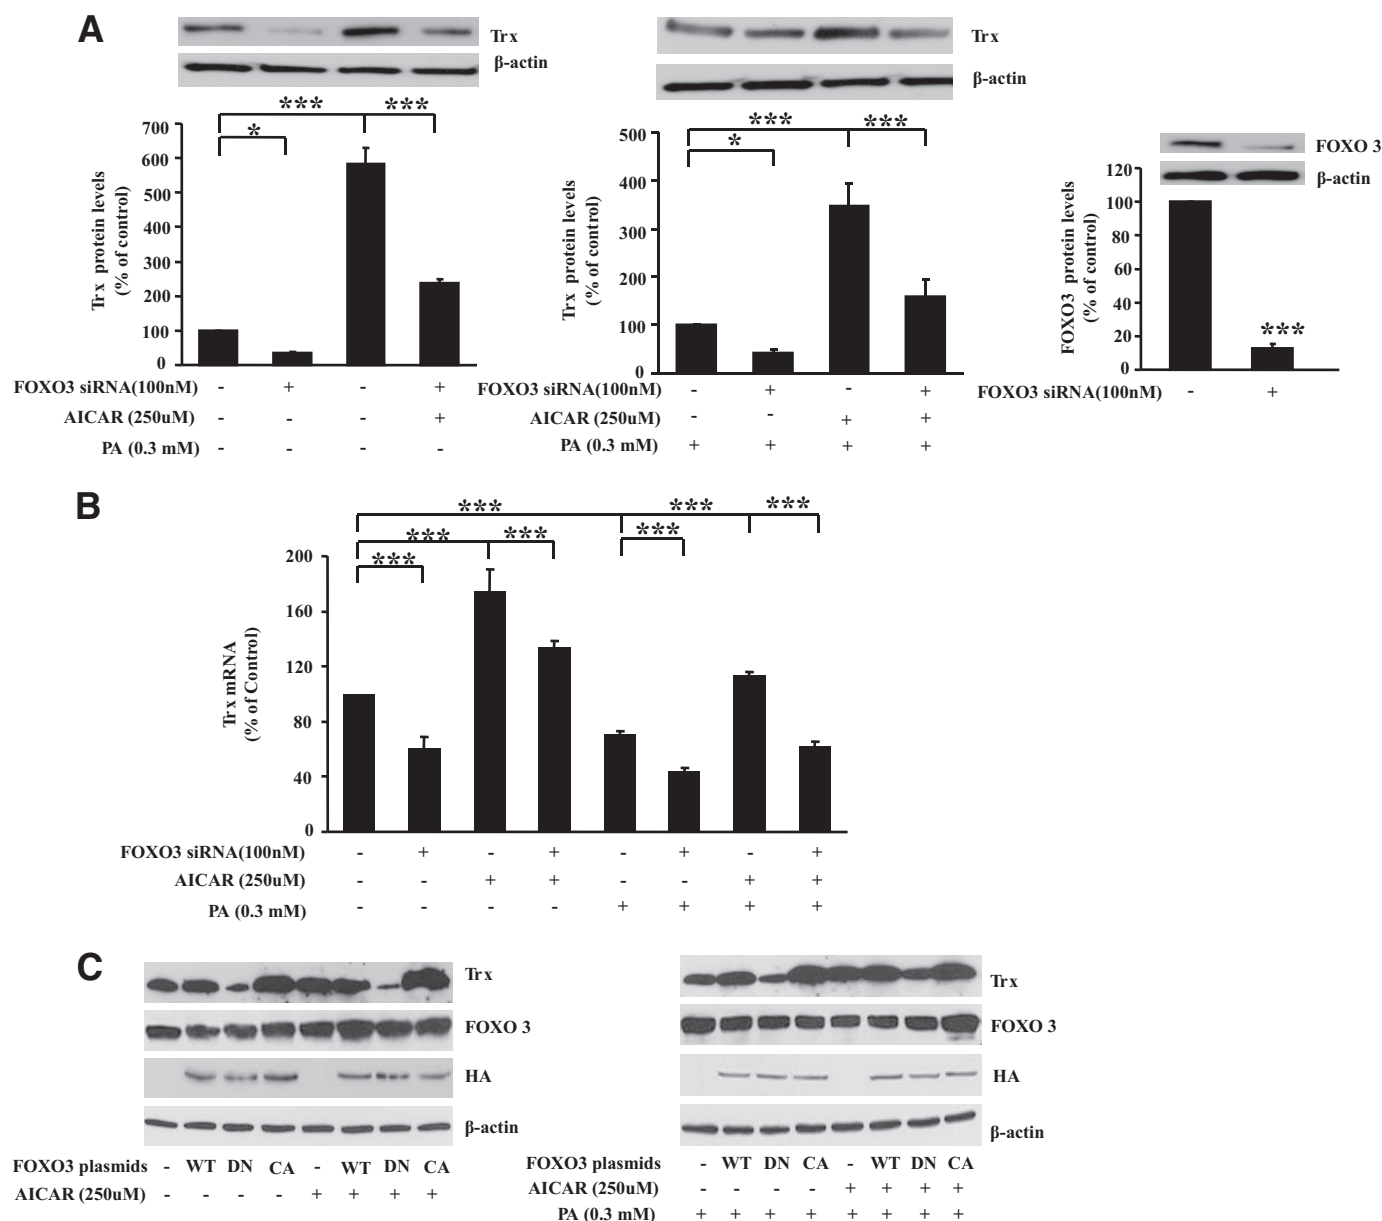 A
Trx
β-actin
***
***
*
700
600
500
400
300
200
100
0
Trx protein levels
(% of control)
FOXO3 siRNA(100nM) - + - +
AICAR (250uM) - - - +
PA (0.3 mM) - - - -
Trx
β-actin
***
***
*
500
400
300
200
100
0
Trx protein levels
(% of control)
FOXO3 siRNA(100nM) - + - +
AICAR (250uM) - - + +
PA (0.3 mM) + + + +
FOXO 3
β-actin
120
100
80
60
40
20
0
FOXO3 protein levels
(% of control)
***
FOXO3 siRNA(100nM) - +
B
***
***
***
***
***
***
***
200
160
120
80
40
0
Trx mRNA
(% of Control)
FOXO3 siRNA(100nM) - + - + - + - +
AICAR (250uM) - - + + - - + +
PA (0.3 mM) - - - - + + + +
C
Trx
FOXO 3
HA
β-actin
FOXO3 plasmids - WT DN CA - WT DN CA
AICAR (250uM) - - - - + + + +
Trx
FOXO 3
HA
β-actin
FOXO3 plasmids - WT DN CA - WT DN CA
AICAR (250uM) - - - - + + + +
PA (0.3 mM) + + + + + + + +